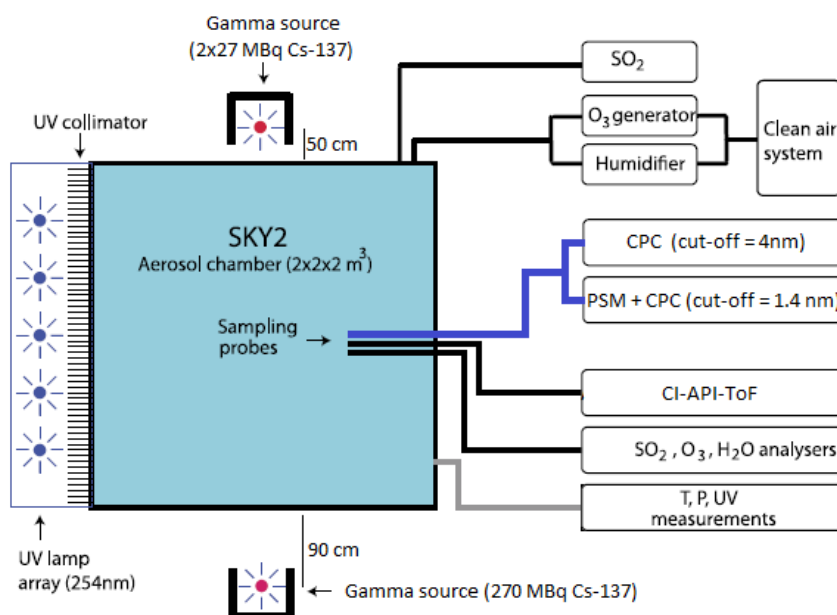 Gamma source
(2x27 MBq Cs-137)
UV collimator
50 cm
SO2
O3 generator
Humidifier
Clean air
system
SKY2
Aerosol chamber (2x2x2 m³)
CPC (cut-off = 4nm)
PSM + CPC (cut-off = 1.4 nm)
Sampling
probes
CI-API-ToF
SO2 , O3 , H2O analysers
T, P, UV
measurements
90 cm
UV lamp
array (254nm)
Gamma source (270 MBq Cs-137)